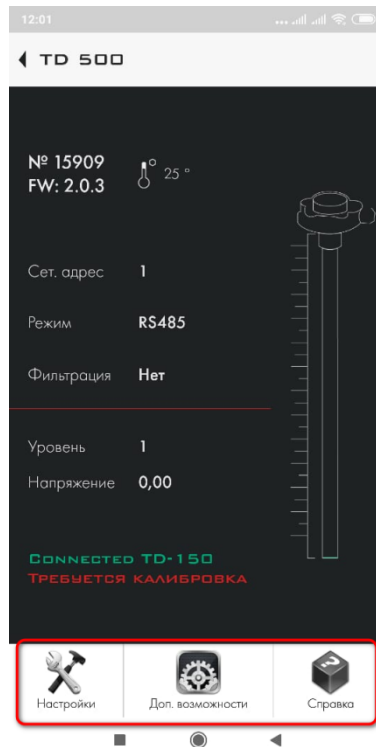 12:01
TD 500
№ 15909
FW: 2.0.3
25 °
Сет. адрес 1
Режим RS485
Фильтрация Нет
Уровень 1
Напряжение 0,00
CONNECTED TD-150
ТРЕБУЕТСЯ КАЛИБРОВКА
Настройки Доп. возможности Справка